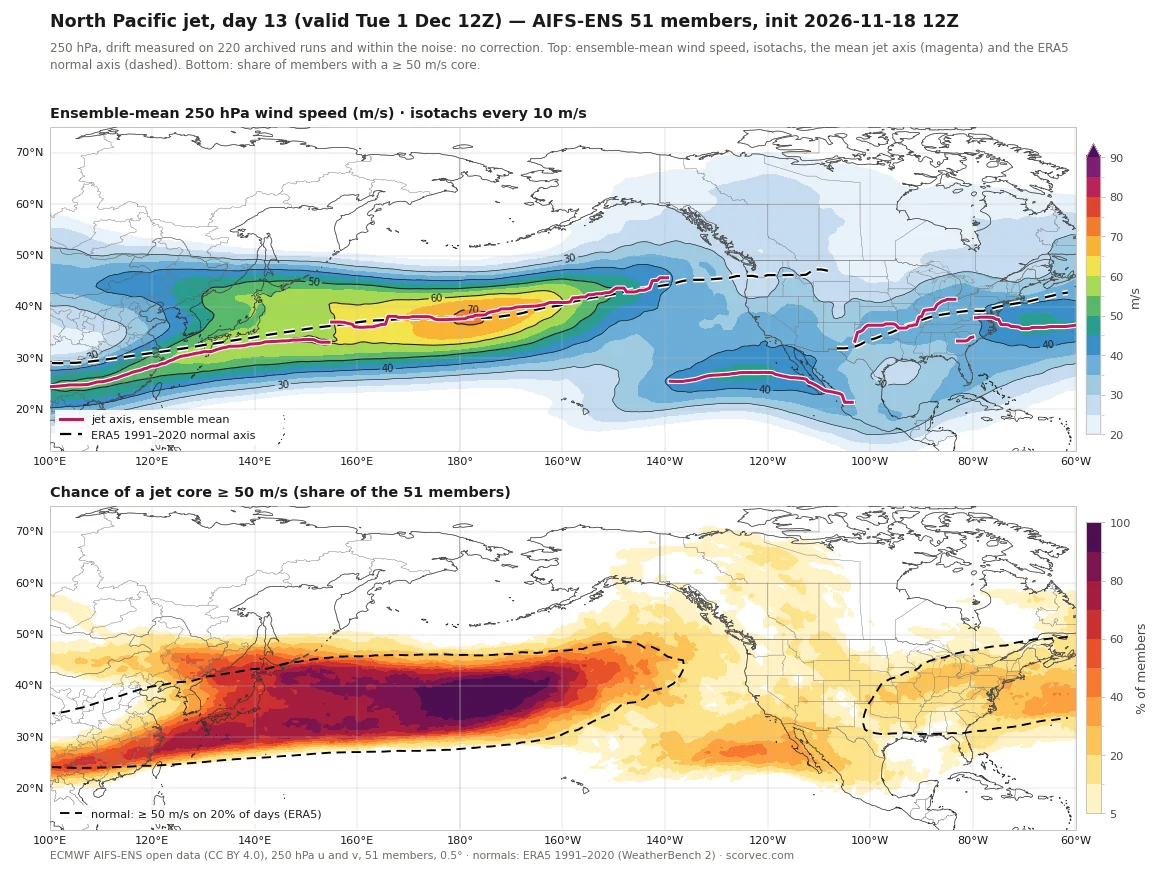 North Pacific jet, day 13 (valid Tue 1 Dec 12Z) — AIFS-ENS 51 members, init 2026-11-18 12Z
250 hPa, drift measured on 220 archived runs and within the noise: no correction. Top: ensemble-mean wind speed, isotachs, the mean jet axis (magenta) and the ERA5
normal axis (dashed). Bottom: share of members with a ≥ 50 m/s core.
Ensemble-mean 250 hPa wind speed (m/s) · isotachs every 10 m/s
70°N
60°N
50°N
40°N
30°N
20°N
30
50
60
70
30
40
30
40
30
40
jet axis, ensemble mean
ERA5 1991–2020 normal axis
100°E 120°E 140°E 160°E 180° 160°W 140°W 120°W 100°W 80°W 60°W
90
80
70
60
50
40
30
20
m/s
Chance of a jet core ≥ 50 m/s (share of the 51 members)
70°N
60°N
50°N
40°N
30°N
20°N
normal: ≥ 50 m/s on 20% of days (ERA5)
100°E 120°E 140°E 160°E 180° 160°W 140°W 120°W 100°W 80°W 60°W
100
80
60
40
20
5
% of members
ECMWF AIFS-ENS open data (CC BY 4.0), 250 hPa u and v, 51 members, 0.5° · normals: ERA5 1991–2020 (WeatherBench 2) · scorvec.com